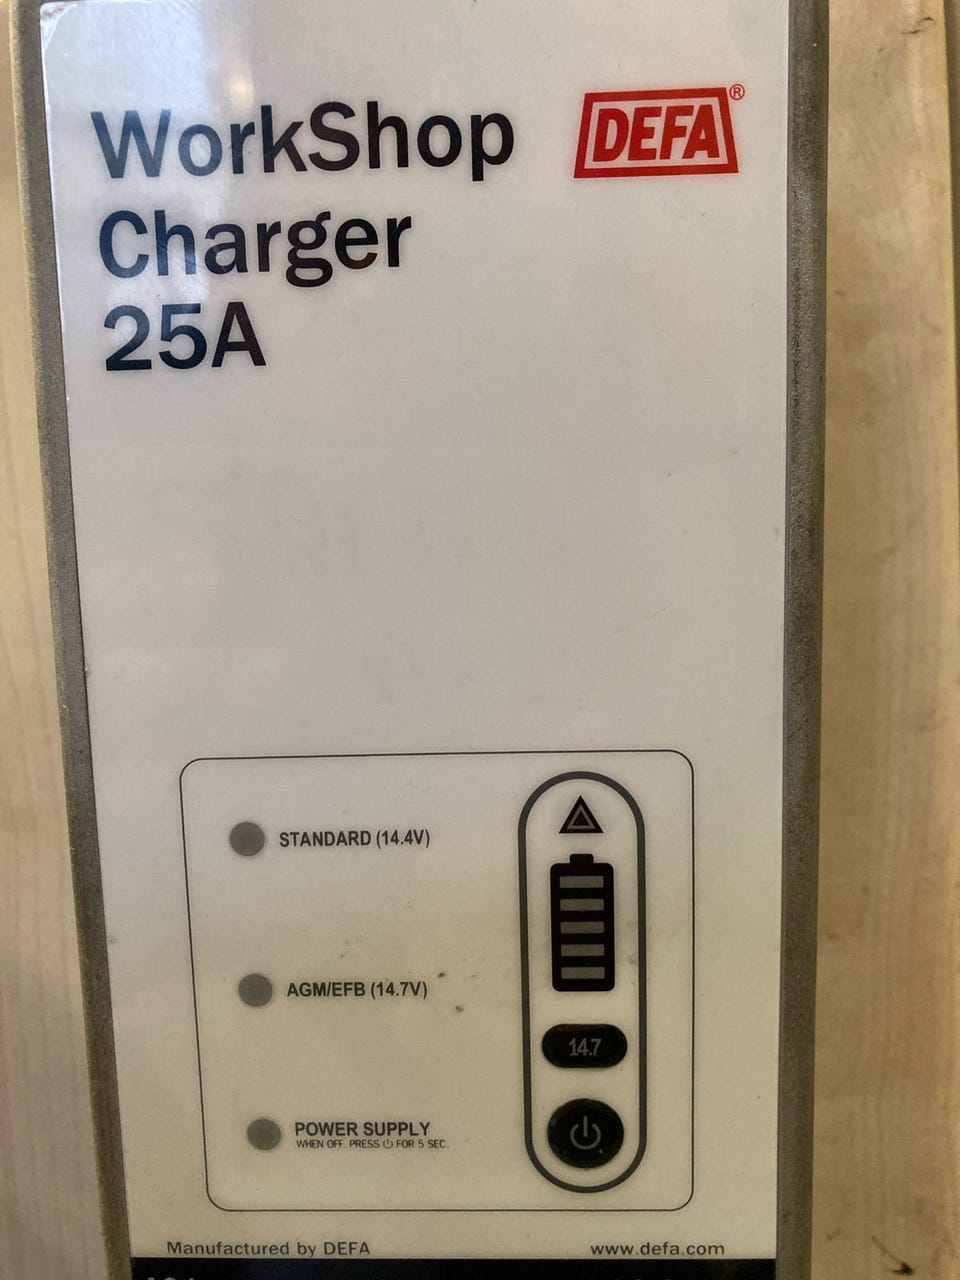 WorkShop
Charger
25A
DEFA®
STANDARD (14.4V)
AGM/EFB (14.7V)
14.7
POWER SUPPLY
WHEN OFF, PRESS ⏻ FOR 5 SEC.
Manufactured by DEFA
www.defa.com